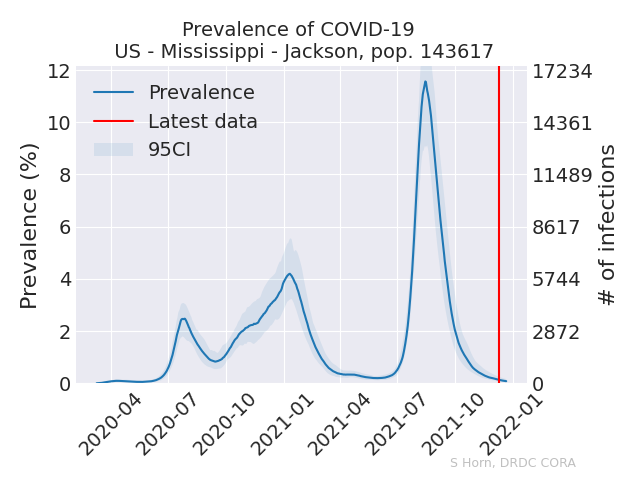 Prevalence of COVID-19
US - Mississippi - Jackson, pop. 143617
Prevalence
Latest data
95CI
Prevalence (%)
12
10
8
6
4
2
0
17234
14361
11489
8617
5744
2872
0
# of infections
2020-04
2020-07
2020-10
2021-01
2021-04
2021-07
2021-10
2022-01
S Horn, DRDC CORA